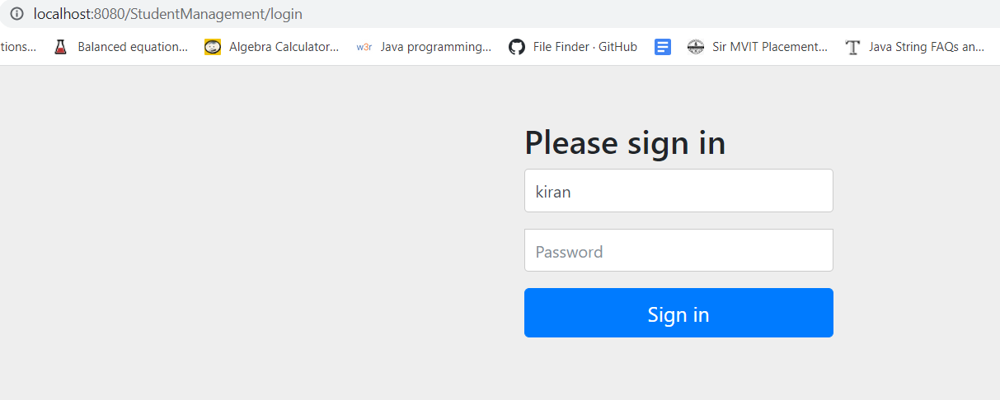 localhost:8080/StudentManagement/login
tions... Balanced equation... Algebra Calculator... w3r Java programming... File Finder · GitHub Sir MVIT Placement... T Java String FAQs an...
Please sign in
kiran
Password
Sign in